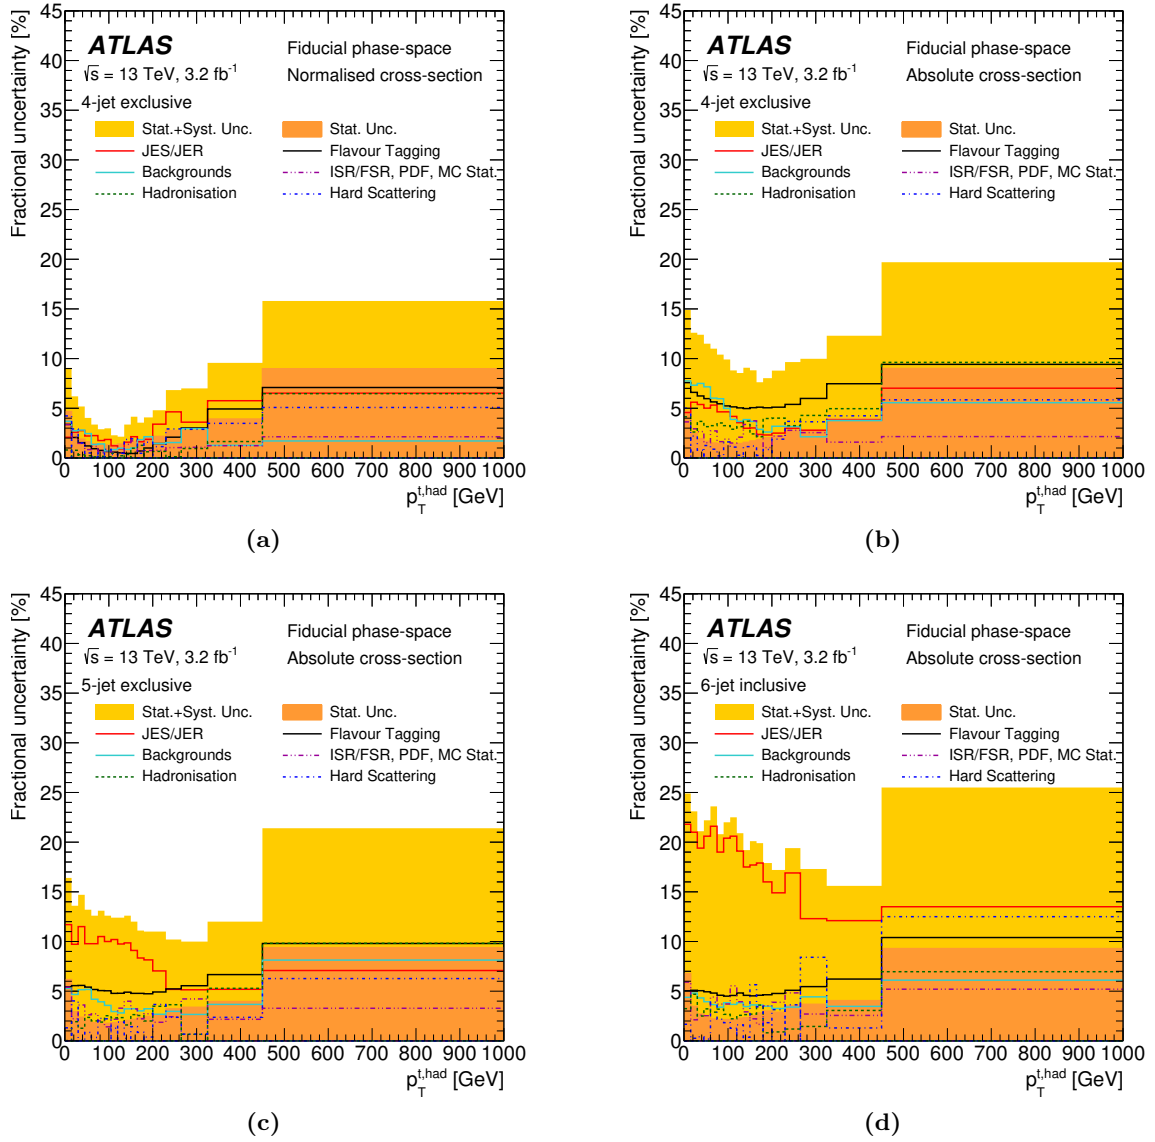 45
40
35
30
25
20
15
10
5
0
Fractional uncertainty [%]
ATLAS
Fiducial phase-space
√s = 13 TeV, 3.2 fb⁻¹
Normalised cross-section
4-jet exclusive
Stat.+Syst. Unc.
Stat. Unc.
JES/JER
Flavour Tagging
Backgrounds
ISR/FSR, PDF, MC Stat.
Hadronisation
Hard Scattering
0 100 200 300 400 500 600 700 800 900 1000
p_T^{t,had} [GeV]
(a)
45
40
35
30
25
20
15
10
5
0
Fractional uncertainty [%]
ATLAS
Fiducial phase-space
√s = 13 TeV, 3.2 fb⁻¹
Absolute cross-section
4-jet exclusive
Stat.+Syst. Unc.
Stat. Unc.
JES/JER
Flavour Tagging
Backgrounds
ISR/FSR, PDF, MC Stat.
Hadronisation
Hard Scattering
0 100 200 300 400 500 600 700 800 900 1000
p_T^{t,had} [GeV]
(b)
45
40
35
30
25
20
15
10
5
0
Fractional uncertainty [%]
ATLAS
Fiducial phase-space
√s = 13 TeV, 3.2 fb⁻¹
Absolute cross-section
5-jet exclusive
Stat.+Syst. Unc.
Stat. Unc.
JES/JER
Flavour Tagging
Backgrounds
ISR/FSR, PDF, MC Stat.
Hadronisation
Hard Scattering
0 100 200 300 400 500 600 700 800 900 1000
p_T^{t,had} [GeV]
(c)
45
40
35
30
25
20
15
10
5
0
Fractional uncertainty [%]
ATLAS
Fiducial phase-space
√s = 13 TeV, 3.2 fb⁻¹
Absolute cross-section
6-jet inclusive
Stat.+Syst. Unc.
Stat. Unc.
JES/JER
Flavour Tagging
Backgrounds
ISR/FSR, PDF, MC Stat.
Hadronisation
Hard Scattering
0 100 200 300 400 500 600 700 800 900 1000
p_T^{t,had} [GeV]
(d)